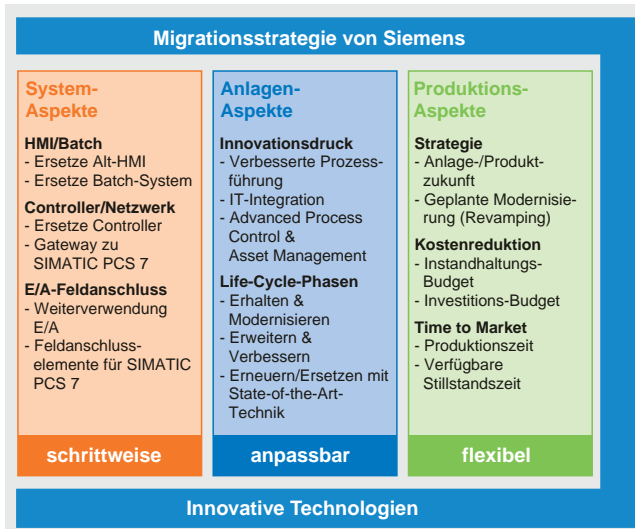 Migrationsstrategie von Siemens
System-
Aspekte
HMI/Batch
- Ersetze Alt-HMI
- Ersetze Batch-System
Controller/Netzwerk
- Ersetze Controller
- Gateway zu
SIMATIC PCS 7
E/A-Feldanschluss
- Weiterverwendung
E/A
- Feldanschluss-
elemente für SIMATIC
PCS 7
schrittweise
Anlagen-
Aspekte
Innovationsdruck
- Verbesserte Prozess-
führung
- IT-Integration
- Advanced Process
Control &
Asset Management
Life-Cycle-Phasen
- Erhalten &
Modernisieren
- Erweitern &
Verbessern
- Erneuern/Ersetzen mit
State-of-the-Art-
Technik
anpassbar
Produktions-
Aspekte
Strategie
- Anlage-/Produkt-
zukunft
- Geplante Modernisie-
rung (Revamping)
Kostenreduktion
- Instandhaltungs-
Budget
- Investitions-Budget
Time to Market
- Produktionszeit
- Verfügbare
Stillstandszeit
flexibel
Innovative Technologien